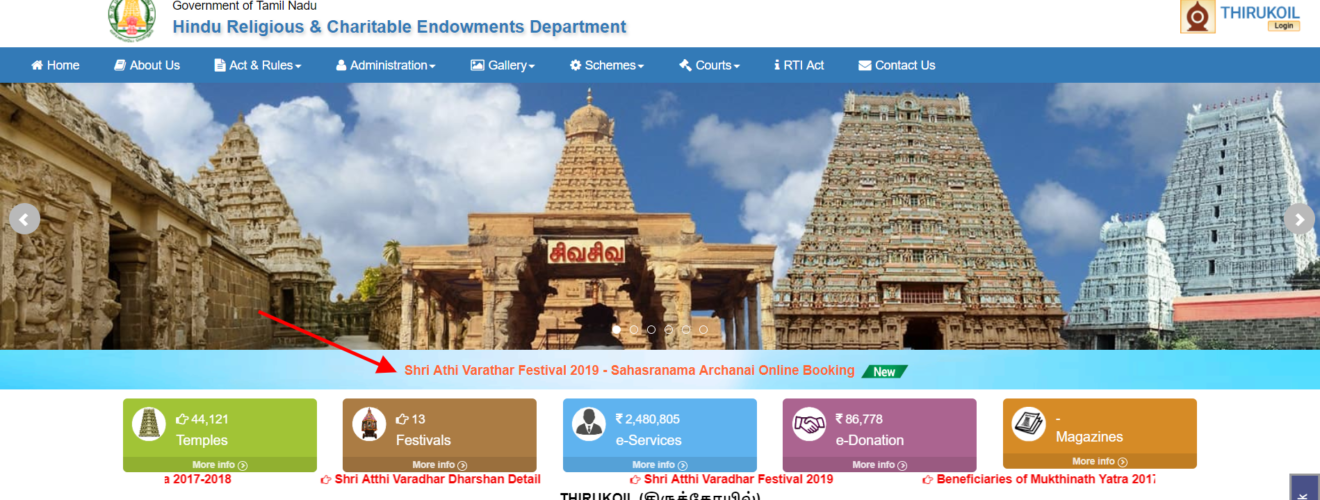 Government of Tamil Nadu
Hindu Religious & Charitable Endowments Department
THIRUKOIL
Login
Home About Us Act & Rules Administration Gallery Schemes Courts RTI Act Contact Us
சிவசிவ
Shri Athi Varathar Festival 2019 - Sahasranama Archanai Online Booking New
44,121
Temples
More info
13
Festivals
More info
₹ 2,480,805
e-Services
More info
₹ 86,778
e-Donation
More info
-
Magazines
More info
a 2017-2018 Shri Atthi Varadhar Dharshan Detail Shri Atthi Varadhar Festival 2019 Beneficiaries of Mukthinath Yatra 2017
THIRUKOIL (திருக்கோயில்)